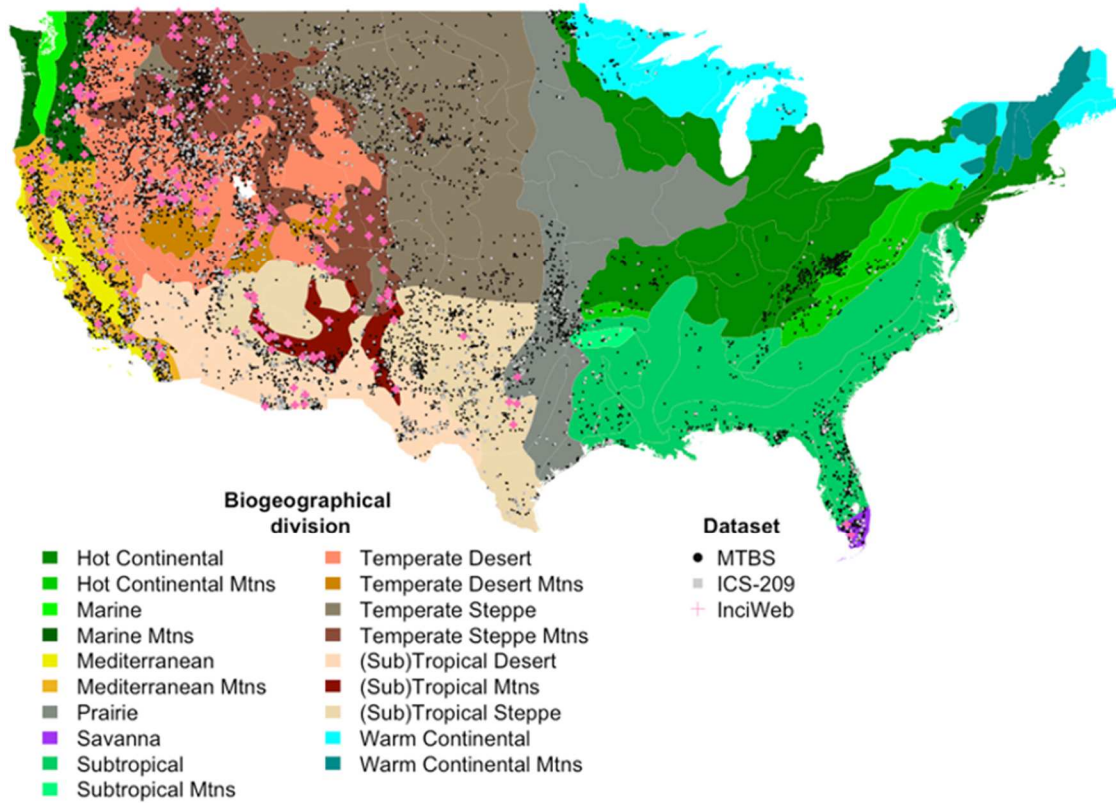 Biogeographical
division
Hot Continental
Hot Continental Mtns
Marine
Marine Mtns
Mediterranean
Mediterranean Mtns
Prairie
Savanna
Subtropical
Subtropical Mtns
Temperate Desert
Temperate Desert Mtns
Temperate Steppe
Temperate Steppe Mtns
(Sub)Tropical Desert
(Sub)Tropical Mtns
(Sub)Tropical Steppe
Warm Continental
Warm Continental Mtns
Dataset
MTBS
ICS-209
InciWeb